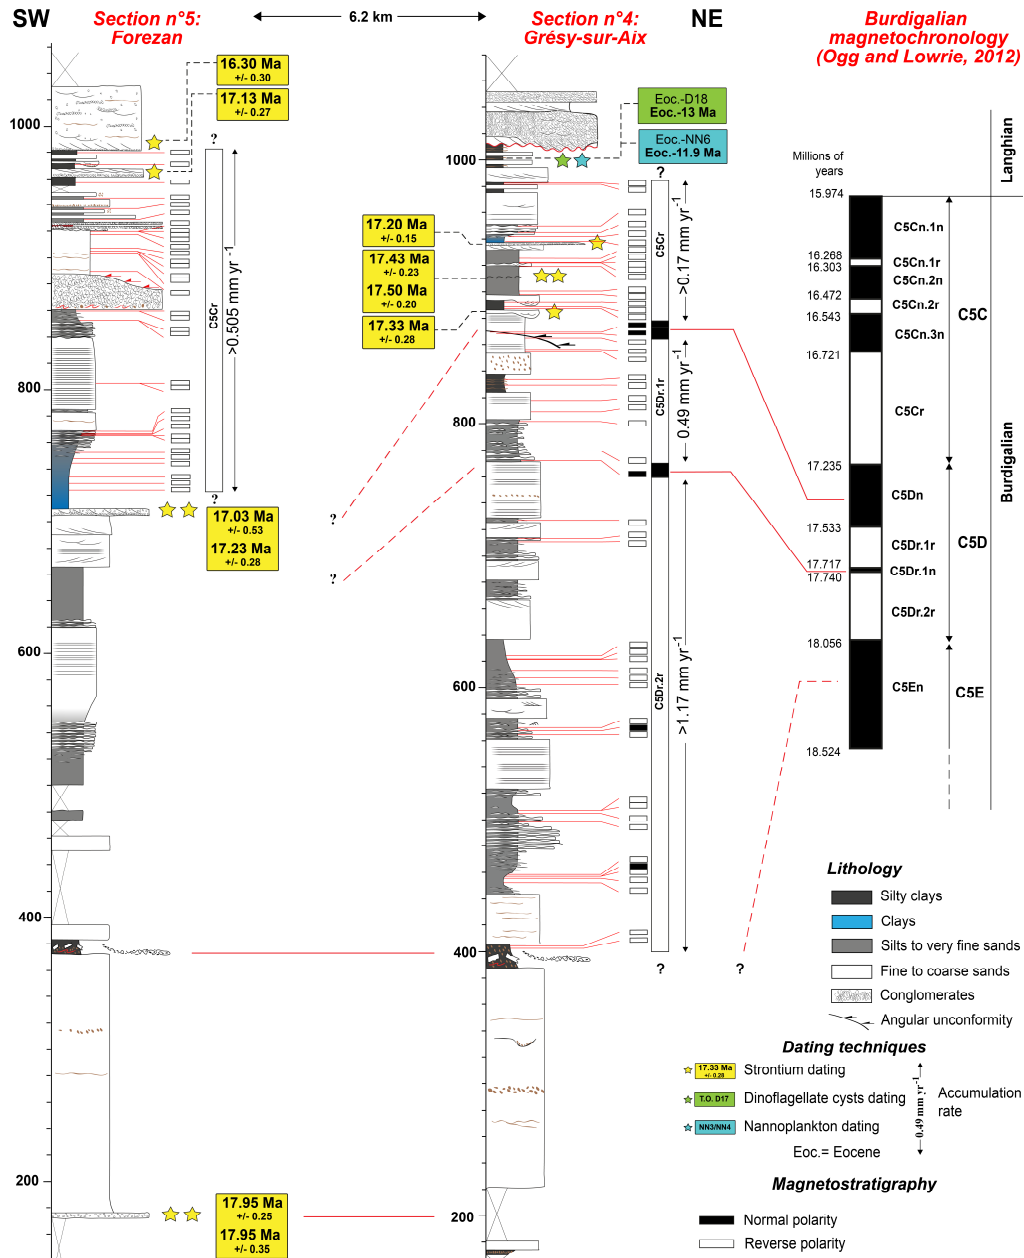 SW
Section n°5:
Forezan
6.2 km
Section n°4:
Grésy-sur-Aix
NE
Burdigalian
magnetochronology
(Ogg and Lowrie, 2012)
16.30 Ma
+/- 0.30
17.13 Ma
+/- 0.27
1000
800
600
400
200
?
C5Cr
>0.505 mm yr-1
?
17.03 Ma
+/- 0.53
17.23 Ma
+/- 0.28
17.95 Ma
+/- 0.25
17.95 Ma
+/- 0.35
17.20 Ma
+/- 0.15
17.43 Ma
+/- 0.23
17.50 Ma
+/- 0.20
17.33 Ma
+/- 0.28
?
?
1000
800
600
400
200
Eoc.-D18
Eoc.-13 Ma
Eoc.-NN6
Eoc.-11.9 Ma
?
C5Cr
>0.17 mm yr-1
C5Dr.1r
0.49 mm yr-1
C5Dr.2r
>1.17 mm yr-1
?
?
Millions of
years
15.974
16.268
16.303
16.472
16.543
16.721
17.235
17.533
17.717
17.740
18.056
18.524
C5Cn.1n
C5Cn.1r
C5Cn.2n
C5Cn.2r
C5Cn.3n
C5Cr
C5Dn
C5Dr.1r
C5Dr.1n
C5Dr.2r
C5En
C5C
C5D
C5E
Langhian
Burdigalian
Lithology
Silty clays
Clays
Silts to very fine sands
Fine to coarse sands
Conglomerates
Angular unconformity
Dating techniques
17.33 Ma
+/- 0.28
Strontium dating
T.O. D17
Dinoflagellate cysts dating
NN3/NN4
Nannoplankton dating
Eoc.= Eocene
0.49 mm yr-1
Accumulation
rate
Magnetostratigraphy
Normal polarity
Reverse polarity